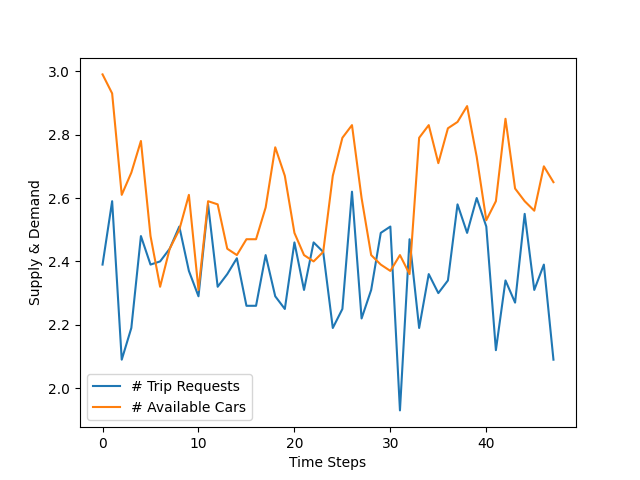 3.0
2.8
2.6
2.4
2.2
2.0
Supply & Demand
# Trip Requests
# Available Cars
0 10 20 30 40
Time Steps